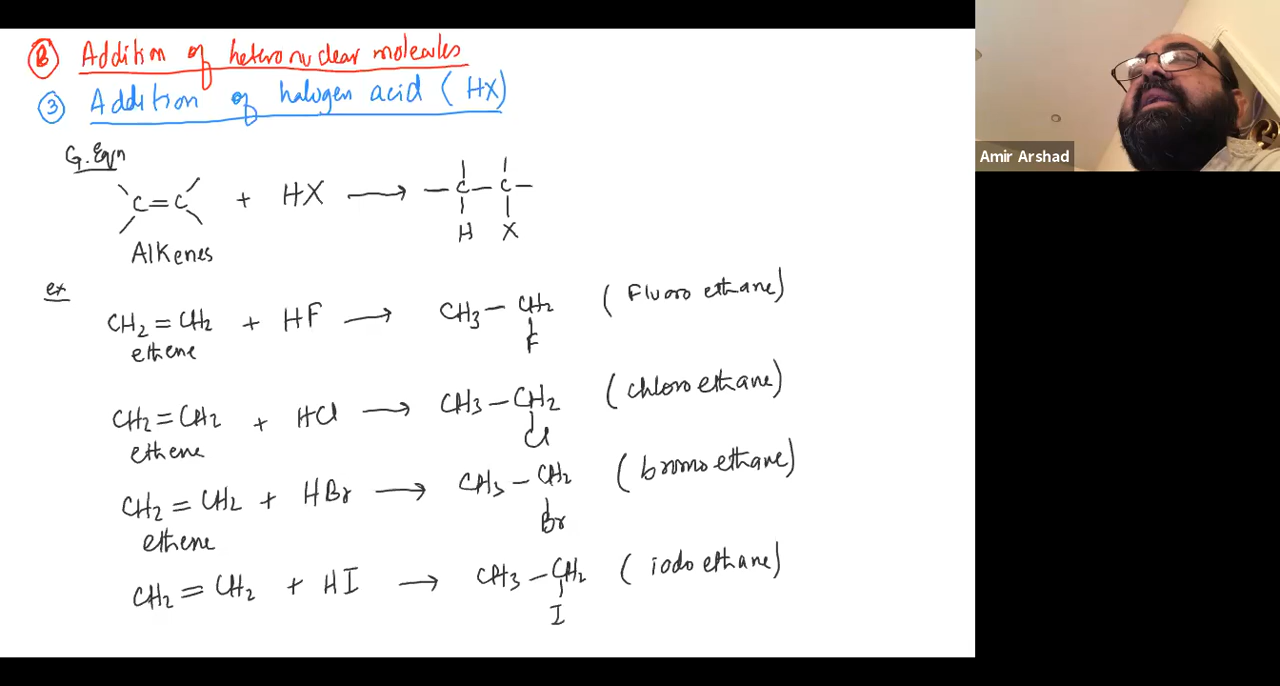 B Addition of heteronuclear molecules
3 Addition of halogen acid (HX)
G.Eqn
C=C + HX → -C-C-
H X
Alkenes
ex
CH2=CH2 + HF → CH3-CH2 (Fluoro ethane)
F
ethene
CH2=CH2 + HCl → CH3-CH2 (chloro ethane)
Cl
ethene
CH2=CH2 + HBr → CH3-CH2 (bromo ethane)
Br
ethene
CH2=CH2 + HI → CH3-CH2 (iodo ethane)
I
Amir Arshad